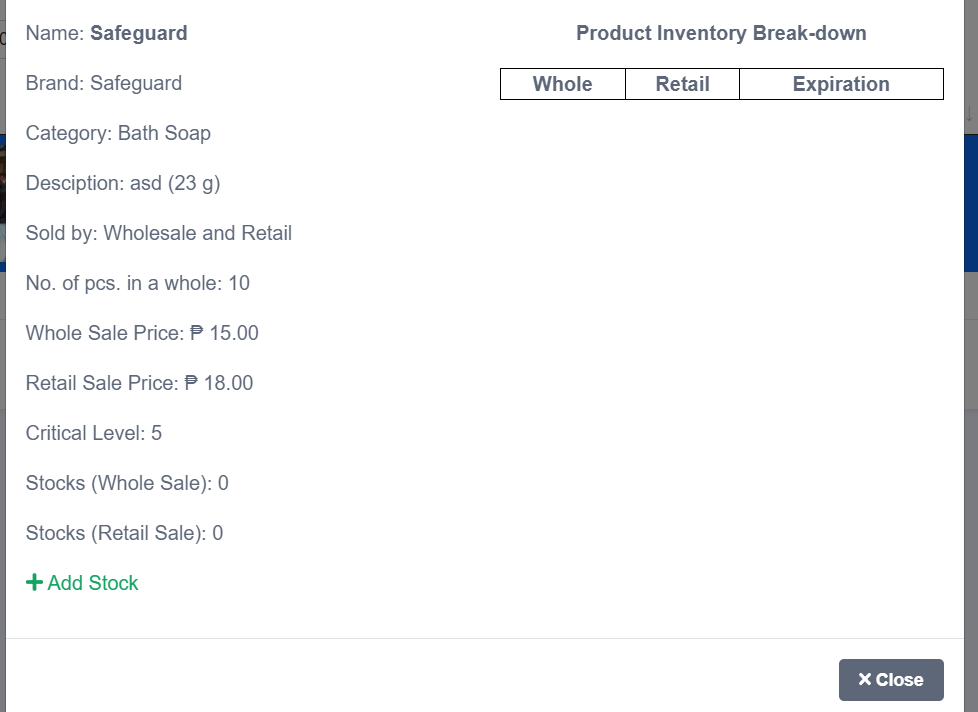 Name: Safeguard
Brand: Safeguard
Category: Bath Soap
Desciption: asd (23 g)
Sold by: Wholesale and Retail
No. of pcs. in a whole: 10
Whole Sale Price: ₱ 15.00
Retail Sale Price: ₱ 18.00
Critical Level: 5
Stocks (Whole Sale): 0
Stocks (Retail Sale): 0
Add Stock
Product Inventory Break-down
Whole Retail Expiration
Close